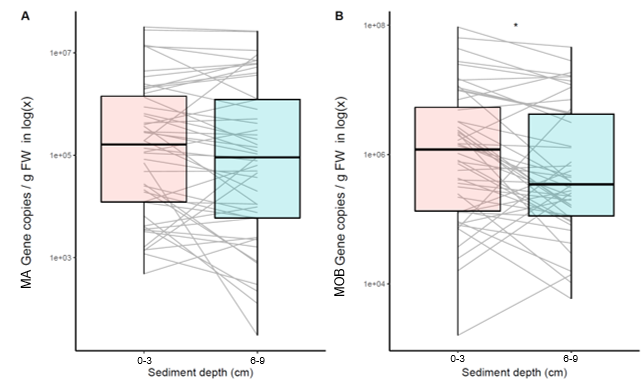 A
MA Gene copies / g FW in log(x)
1e+07
1e+05
1e+03
0-3
6-9
Sediment depth (cm)
B
*
MOB Gene copies / g FW in log(x)
1e+08
1e+06
1e+04
0-3
6-9
Sediment depth (cm)